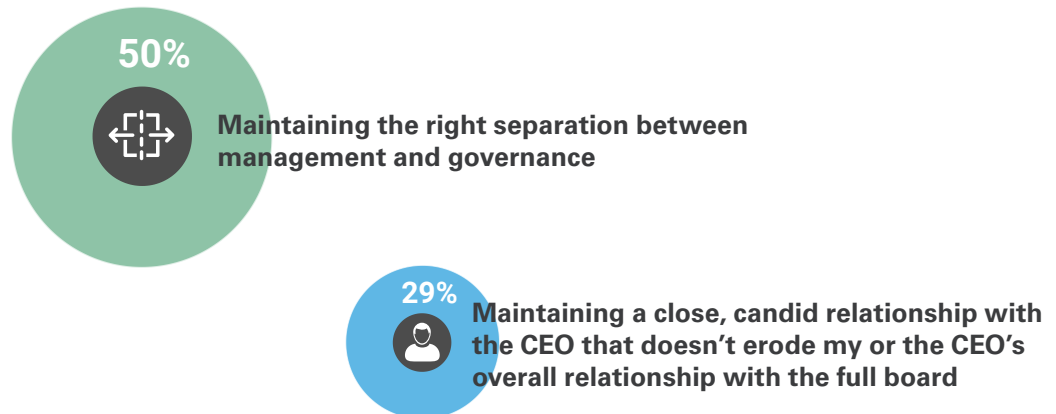 50%
Maintaining the right separation between
management and governance
29%
Maintaining a close, candid relationship with
the CEO that doesn’t erode my or the CEO’s
overall relationship with the full board